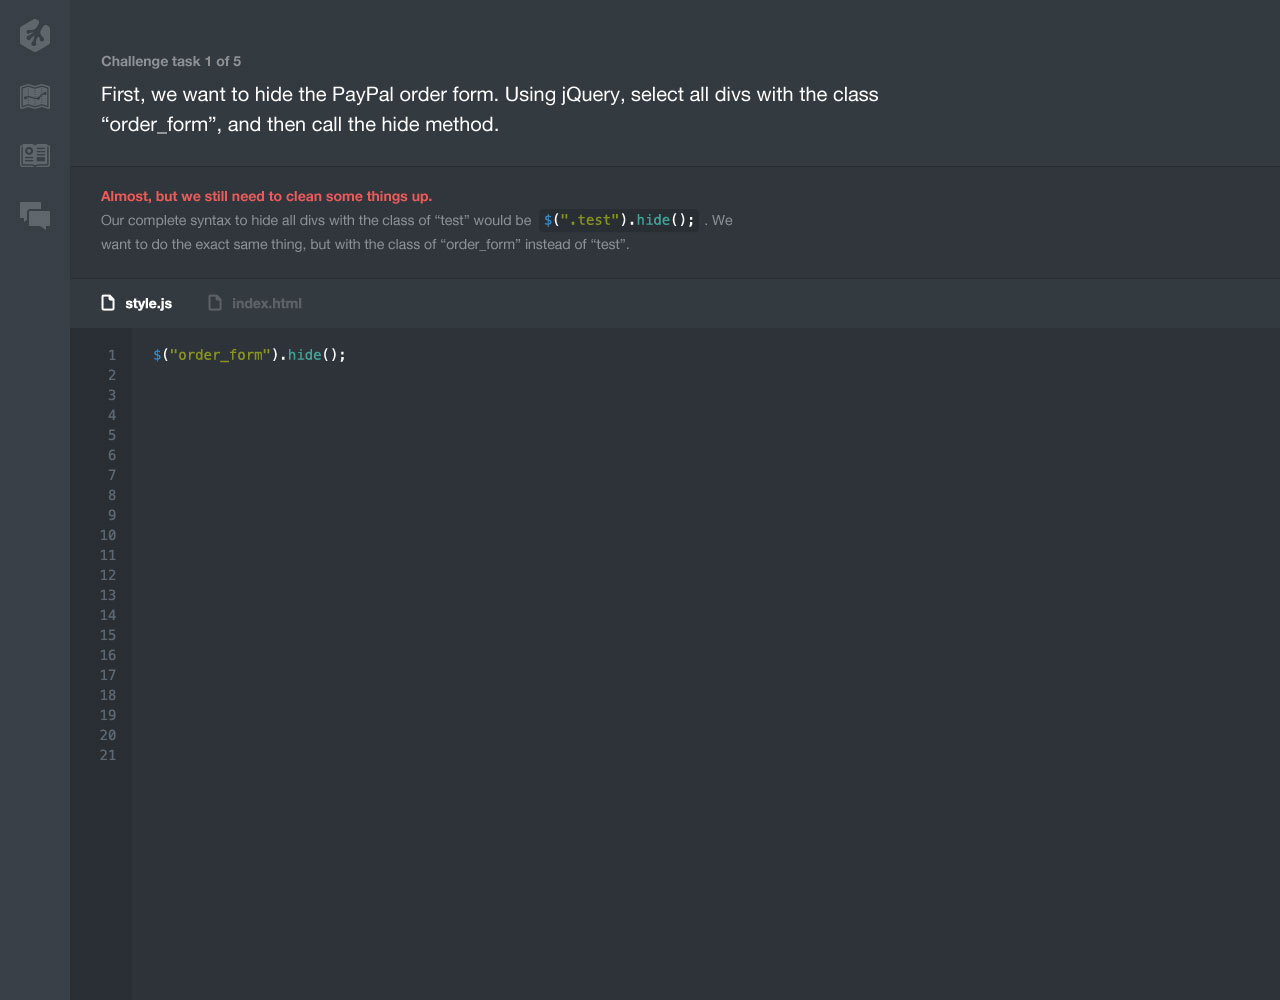 Challenge task 1 of 5
First, we want to hide the PayPal order form. Using jQuery, select all divs with the class
“order_form”, and then call the hide method.
Almost, but we still need to clean some things up.
Our complete syntax to hide all divs with the class of “test” would be $(".test").hide(); . We
want to do the exact same thing, but with the class of “order_form” instead of “test”.
style.js index.html
1 $("order_form").hide();
2
3
4
5
6
7
8
9
10
11
12
13
14
15
16
17
18
19
20
21